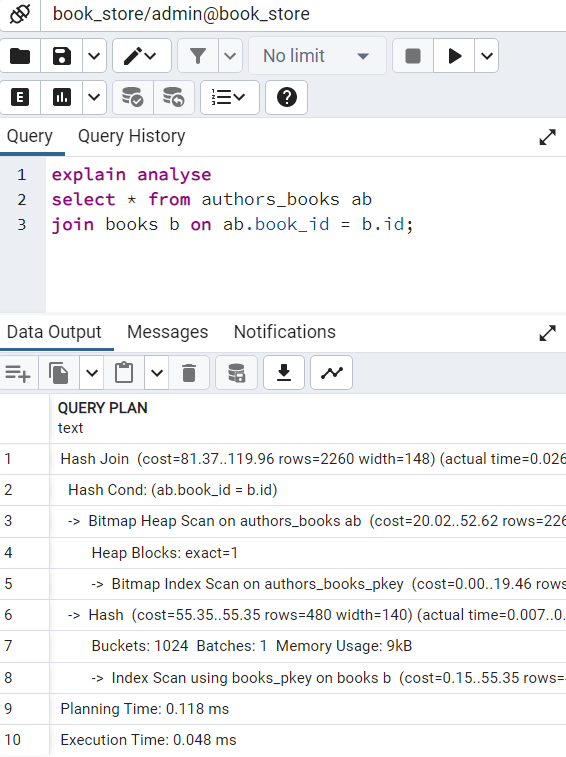 book_store/admin@book_store
No limit
E
Query Query History
1 explain analyse
2 select * from authors_books ab
3 join books b on ab.book_id = b.id;
Data Output Messages Notifications
QUERY PLAN
text
1 Hash Join (cost=81.37..119.96 rows=2260 width=148) (actual time=0.026
2 Hash Cond: (ab.book_id = b.id)
3 -> Bitmap Heap Scan on authors_books ab (cost=20.02..52.62 rows=226
4 Heap Blocks: exact=1
5 -> Bitmap Index Scan on authors_books_pkey (cost=0.00..19.46 rows
6 -> Hash (cost=55.35..55.35 rows=480 width=140) (actual time=0.007..0.
7 Buckets: 1024 Batches: 1 Memory Usage: 9kB
8 -> Index Scan using books_pkey on books b (cost=0.15..55.35 rows=
9 Planning Time: 0.118 ms
10 Execution Time: 0.048 ms